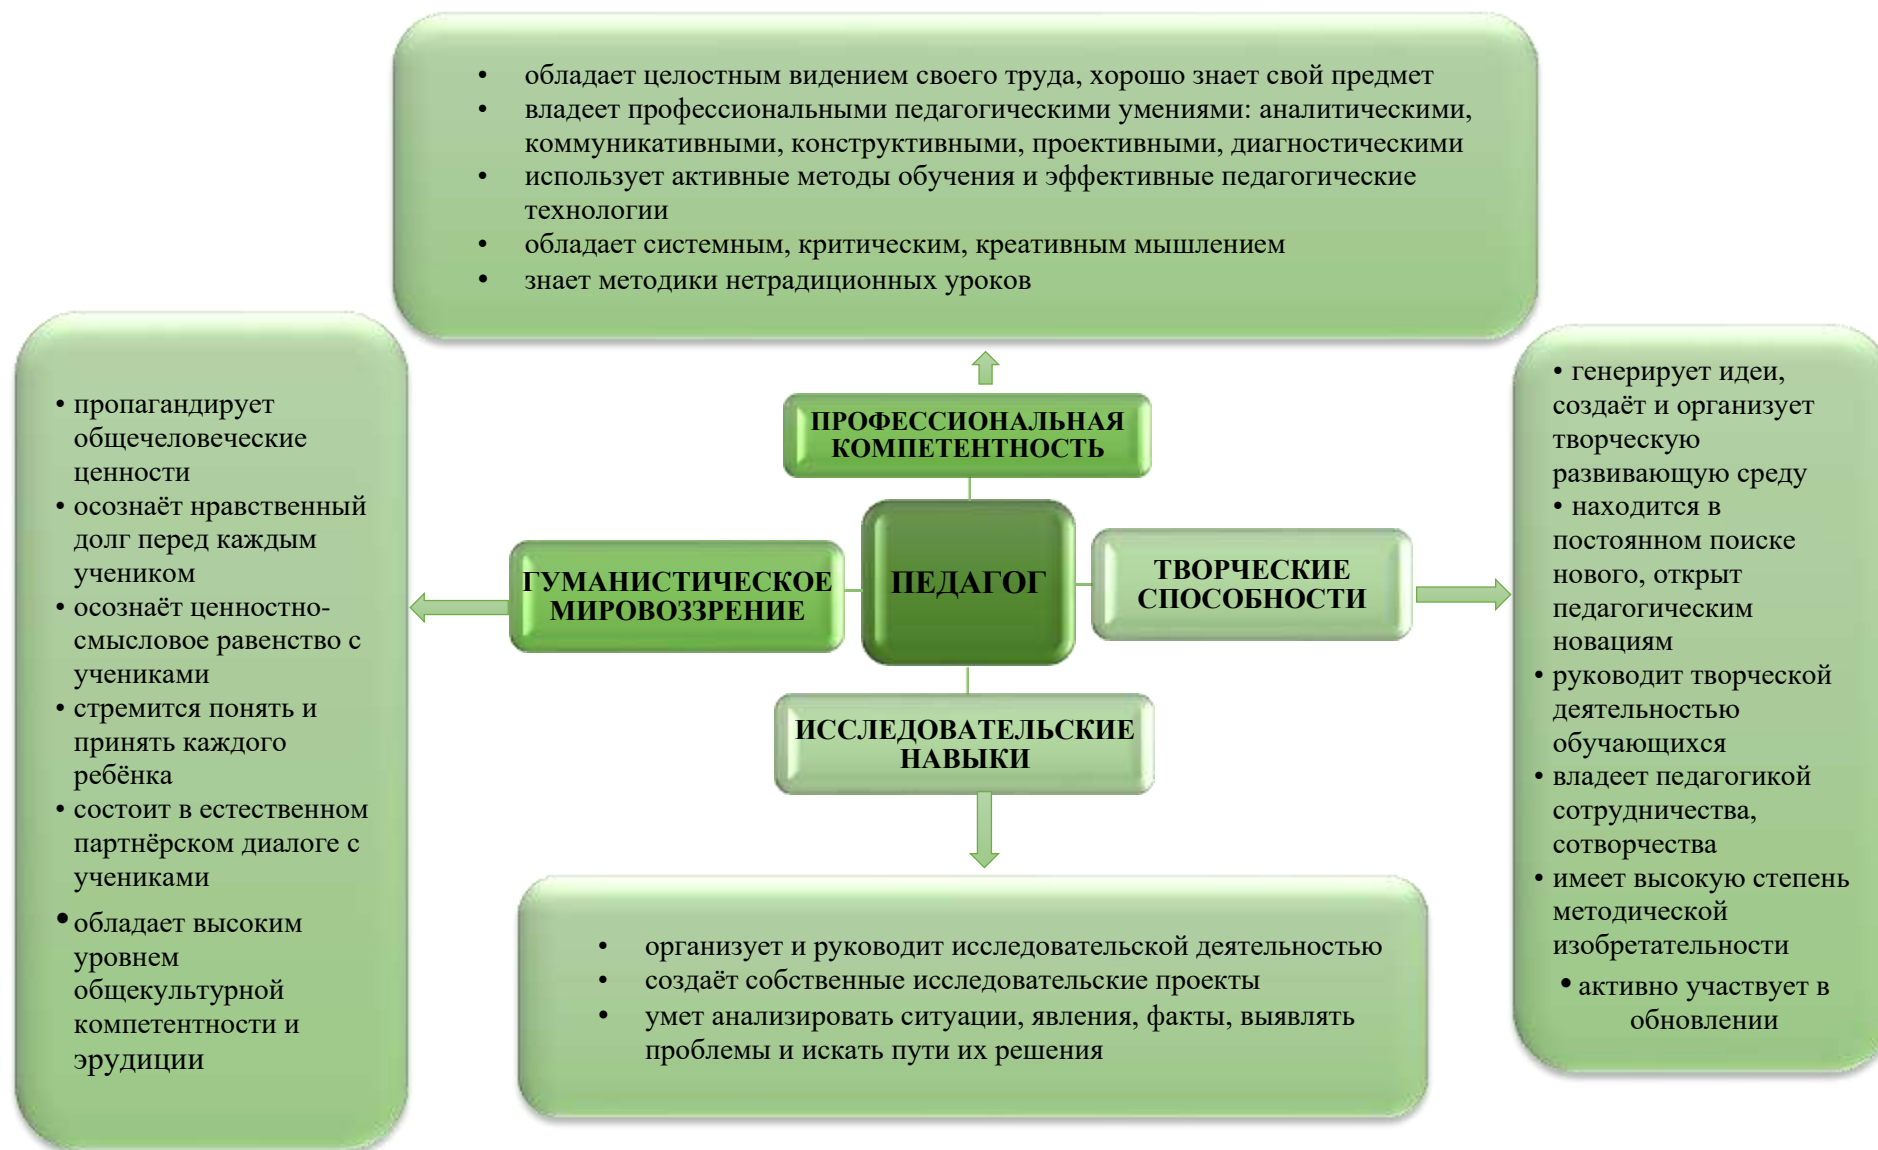 • обладает целостным видением своего труда, хорошо знает свой предмет
• владеет профессиональными педагогическими умениями: аналитическими,
коммуникативными, конструктивными, проективными, диагностическими
• использует активные методы обучения и эффективные педагогические
технологии
• обладает системным, критическим, креативным мышлением
• знает методики нетрадиционных уроков
ПРОФЕССИОНАЛЬНАЯ
КОМПЕТЕНТНОСТЬ
• пропагандирует
общечеловеческие
ценности
• осознаёт нравственный
долг перед каждым
учеником
• осознаёт ценностно-
смысловое равенство с
учениками
• стремится понять и
принять каждого
ребёнка
• состоит в естественном
партнёрском диалоге с
учениками
• обладает высоким
уровнем
общекультурной
компетентности и
эрудиции
ГУМАНИСТИЧЕСКОЕ
МИРОВОЗЗРЕНИЕ
ПЕДАГОГ
ТВОРЧЕСКИЕ
СПОСОБНОСТИ
• генерирует идеи,
создаёт и организует
творческую
развивающую среду
• находится в
постоянном поиске
нового, открыт
педагогическим
новациям
• руководит творческой
деятельностью
обучающихся
• владеет педагогикой
сотрудничества,
сотворчества
• имеет высокую степень
методической
изобретательности
• активно участвует в
обновлении
ИССЛЕДОВАТЕЛЬСКИЕ
НАВЫКИ
• организует и руководит исследовательской деятельностью
• создаёт собственные исследовательские проекты
• умет анализировать ситуации, явления, факты, выявлять
проблемы и искать пути их решения